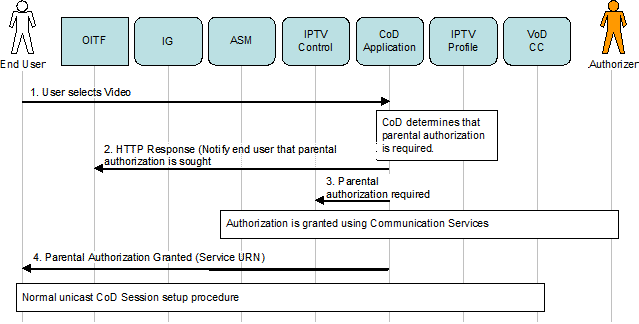 OITF
IG
ASM
IPTV
Control
CoD
Application
IPTV
Profile
VoD
CC
End User
Authorizer
1. User selects Video
CoD determines that
parental authorization
is required.
2. HTTP Response (Notify end user that parental
authorization is sought
3. Parental
authorization required
Authorization is granted using Communication Services
4. Parental Authorization Granted (Service URN)
Normal unicast CoD Session setup procedure